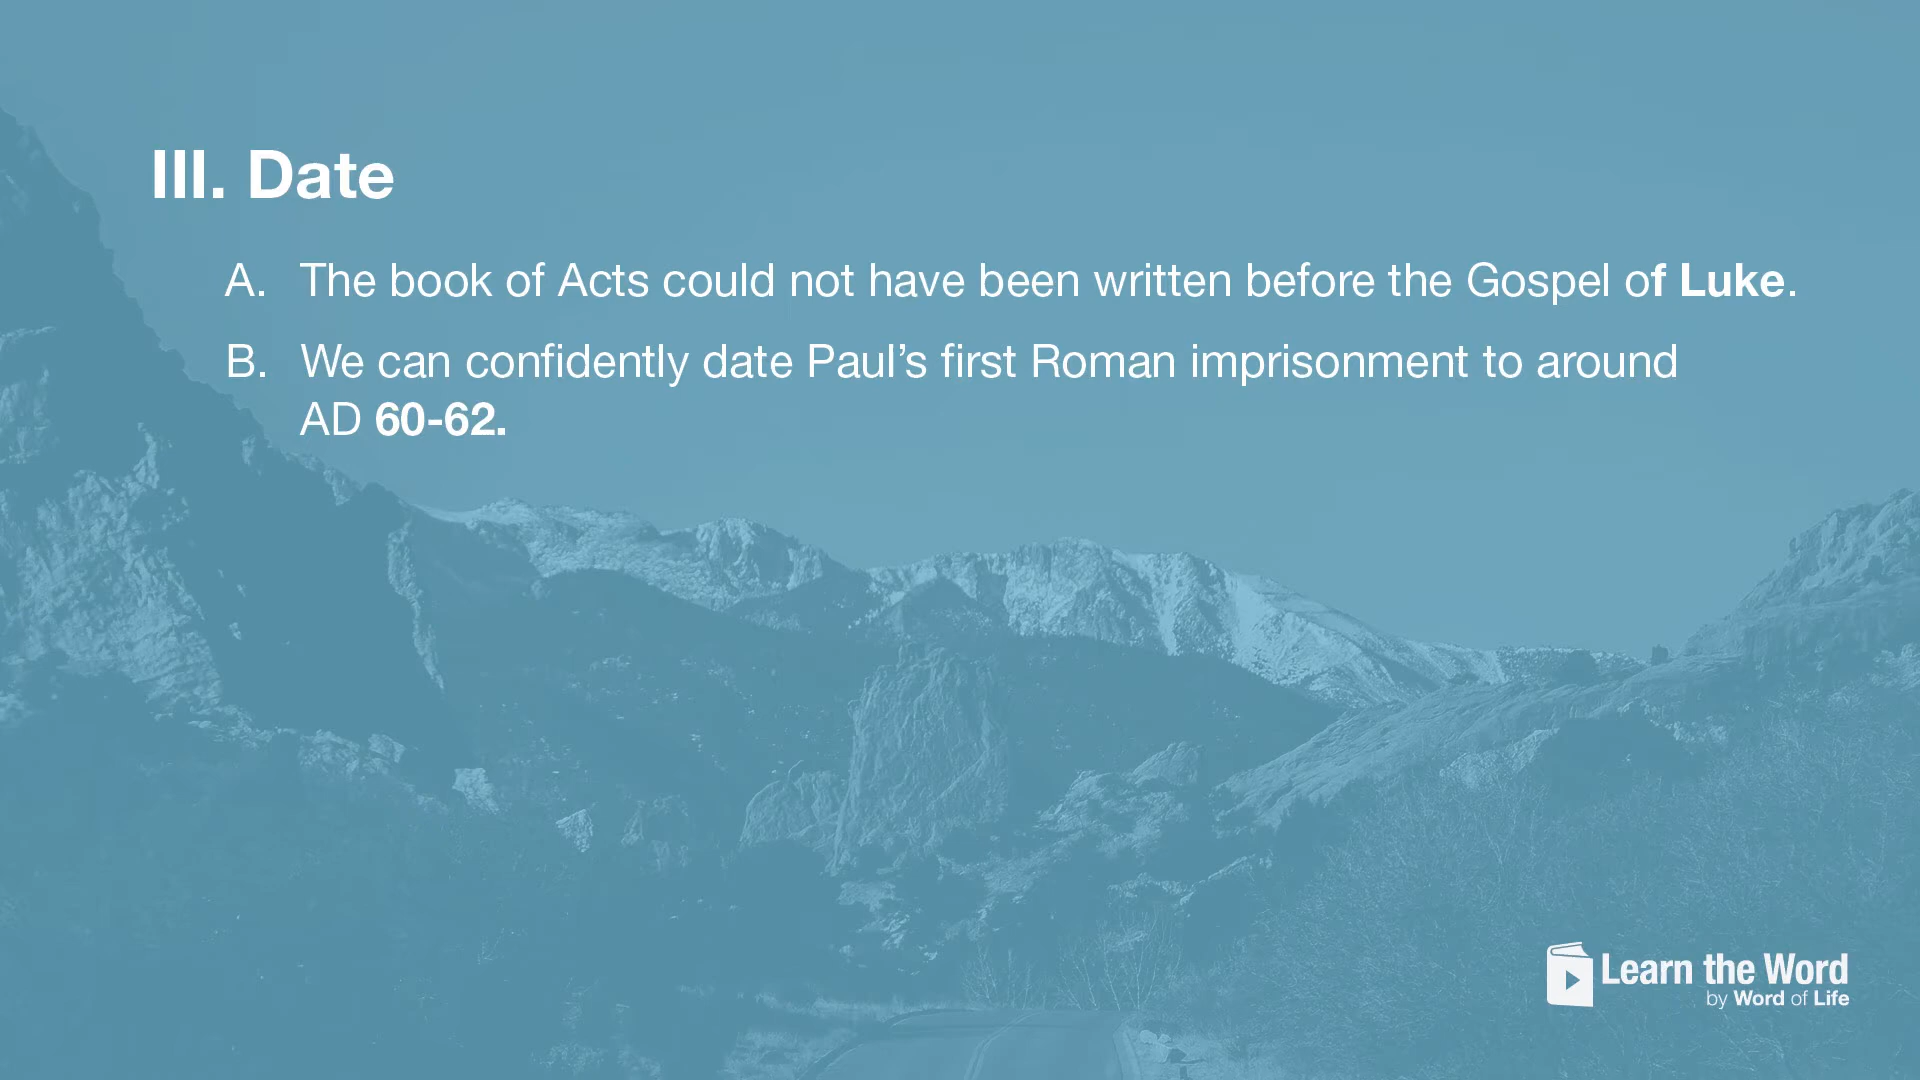 III. Date
A. The book of Acts could not have been written before the Gospel of Luke.
B. We can confidently date Paul’s first Roman imprisonment to around
AD 60-62.
Learn the Word
by Word of Life